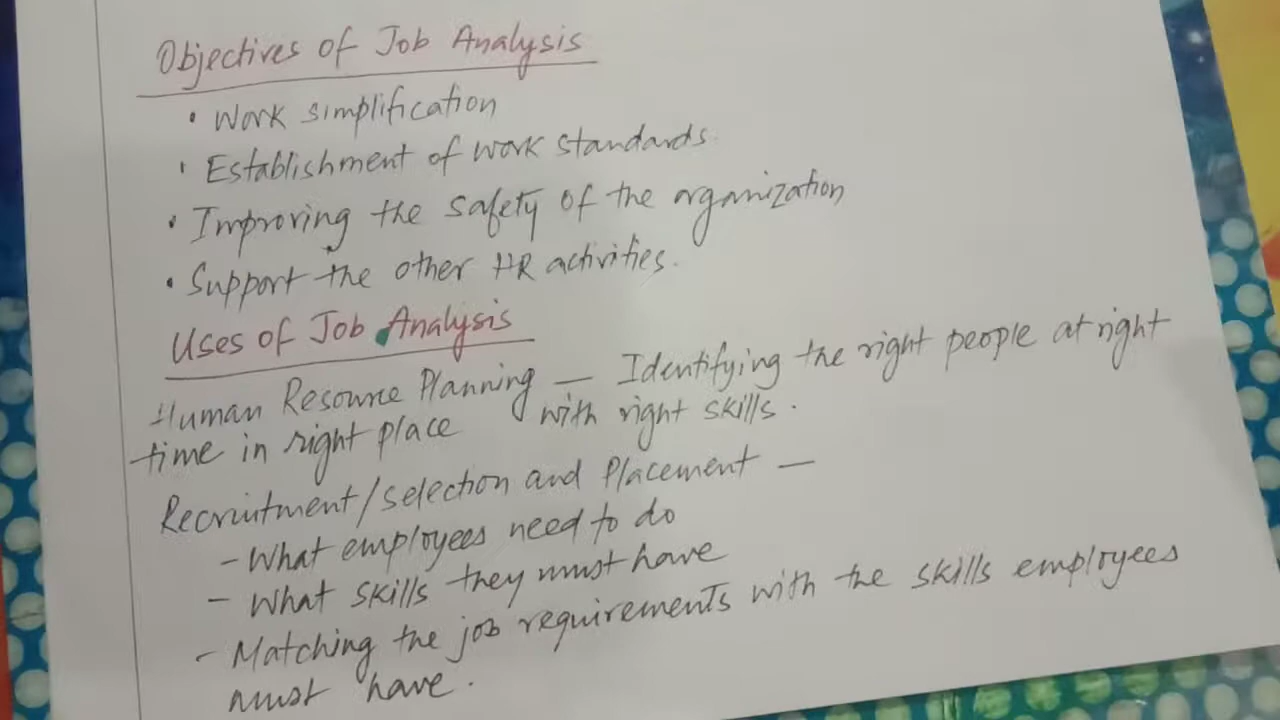 Objectives of Job Analysis
• Work simplification
• Establishment of work standards.
• Improving the safety of the organization
• Support the other HR activities.
Uses of Job Analysis
Human Resource Planning — Identifying the right people at right
time in right place with right skills.
Recruitment/selection and Placement —
- What employees need to do
- What skills they must have
- Matching the job requirements with the skills employees
must have.